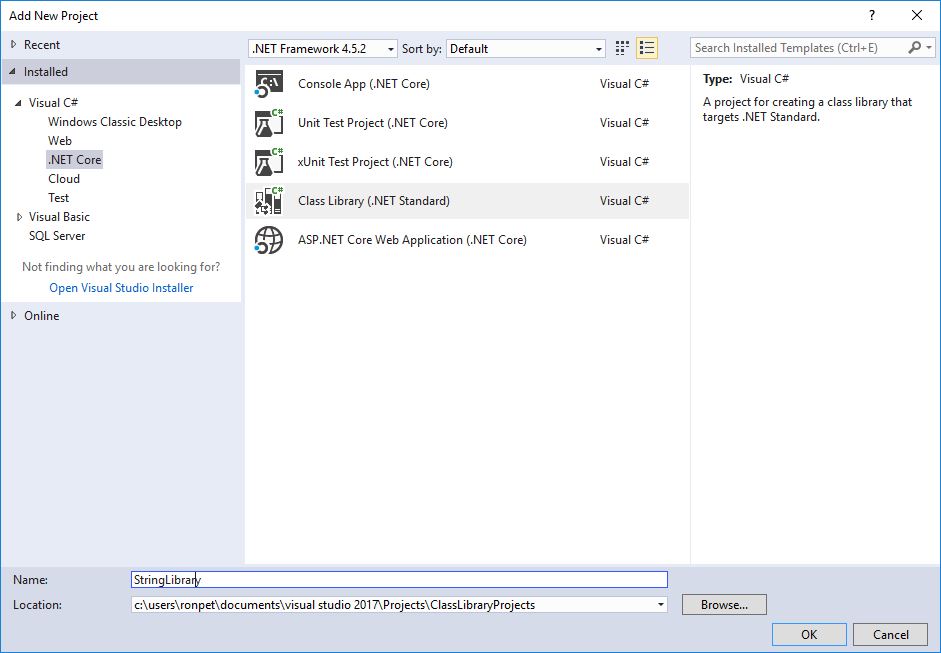 Add New Project
?
Recent
.NET Framework 4.5.2
Sort by:
Default
Search Installed Templates (Ctrl+E)
Installed
Visual C#
Windows Classic Desktop
Web
.NET Core
Cloud
Test
Visual Basic
SQL Server
Not finding what you are looking for?
Open Visual Studio Installer
Online
Console App (.NET Core) Visual C#
C# Unit Test Project (.NET Core) Visual C#
C# xUnit Test Project (.NET Core) Visual C#
C# Class Library (.NET Standard) Visual C#
ASP.NET Core Web Application (.NET Core) Visual C#
Type: Visual C#
A project for creating a class library that
targets .NET Standard.
Name: StringLibrary
Location: c:\users\ronpet\documents\visual studio 2017\Projects\ClassLibraryProjects
Browse...
OK
Cancel